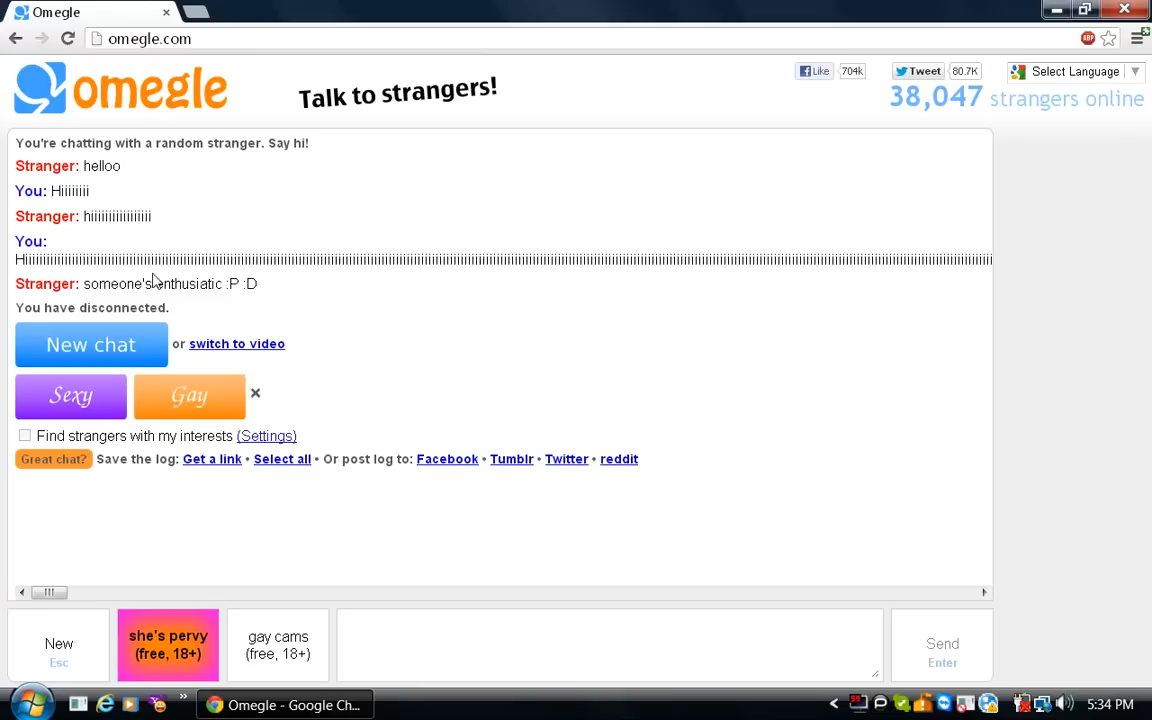 Omegle
omegle.com
ABP
omegle
Talk to strangers!
Like 704k
Tweet 80.7K
Select Language
38,047 strangers online
You're chatting with a random stranger. Say hi!
Stranger: helloo
You: Hiiiiiiii
Stranger: hiiiiiiiiiiiiiiiii
You:
Stranger: someone's enthusiatic :P :D
You have disconnected.
New chat or switch to video
Sexy Gay
Find strangers with my interests (Settings)
Great chat? Save the log: Get a link • Select all • Or post log to: Facebook • Tumblr • Twitter • reddit
New
Esc
she's pervy
(free, 18+)
gay cams
(free, 18+)
Send
Enter
Omegle - Google Ch...
5:34 PM